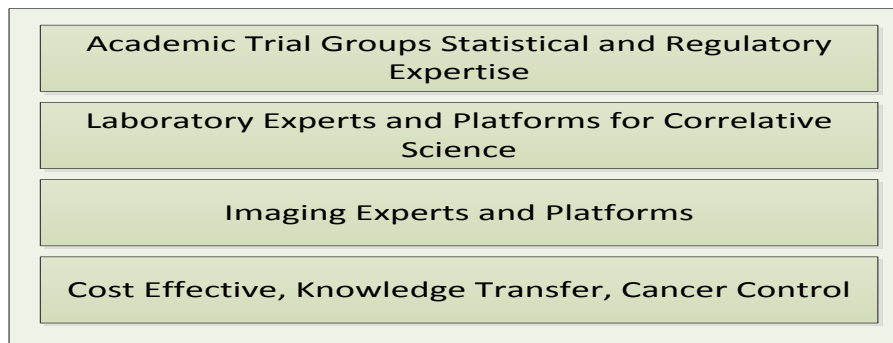 Academic Trial Groups Statistical and Regulatory
Expertise
Laboratory Experts and Platforms for Correlative
Science
Imaging Experts and Platforms
Cost Effective, Knowledge Transfer, Cancer Control